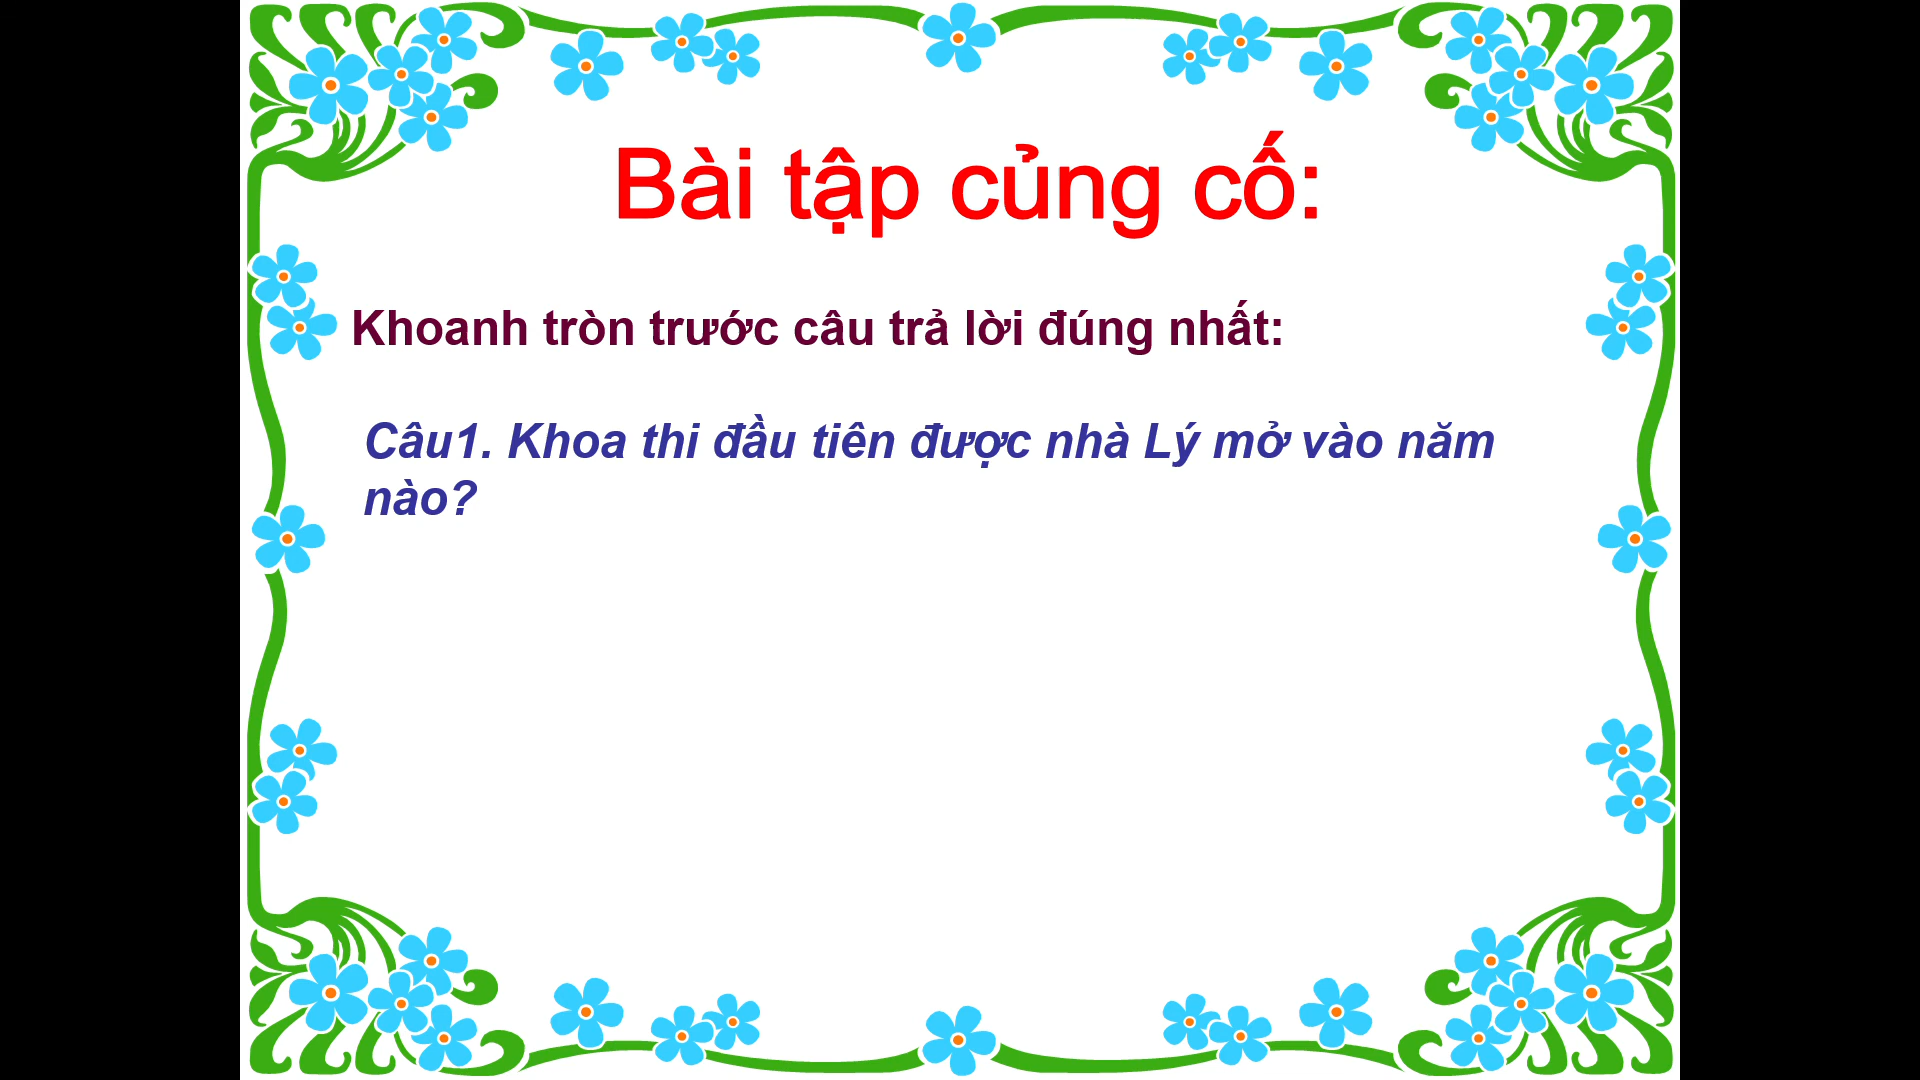 Bài tập củng cố:
Khoanh tròn trước câu trả lời đúng nhất:
Câu1. Khoa thi đầu tiên được nhà Lý mở vào năm
nào?